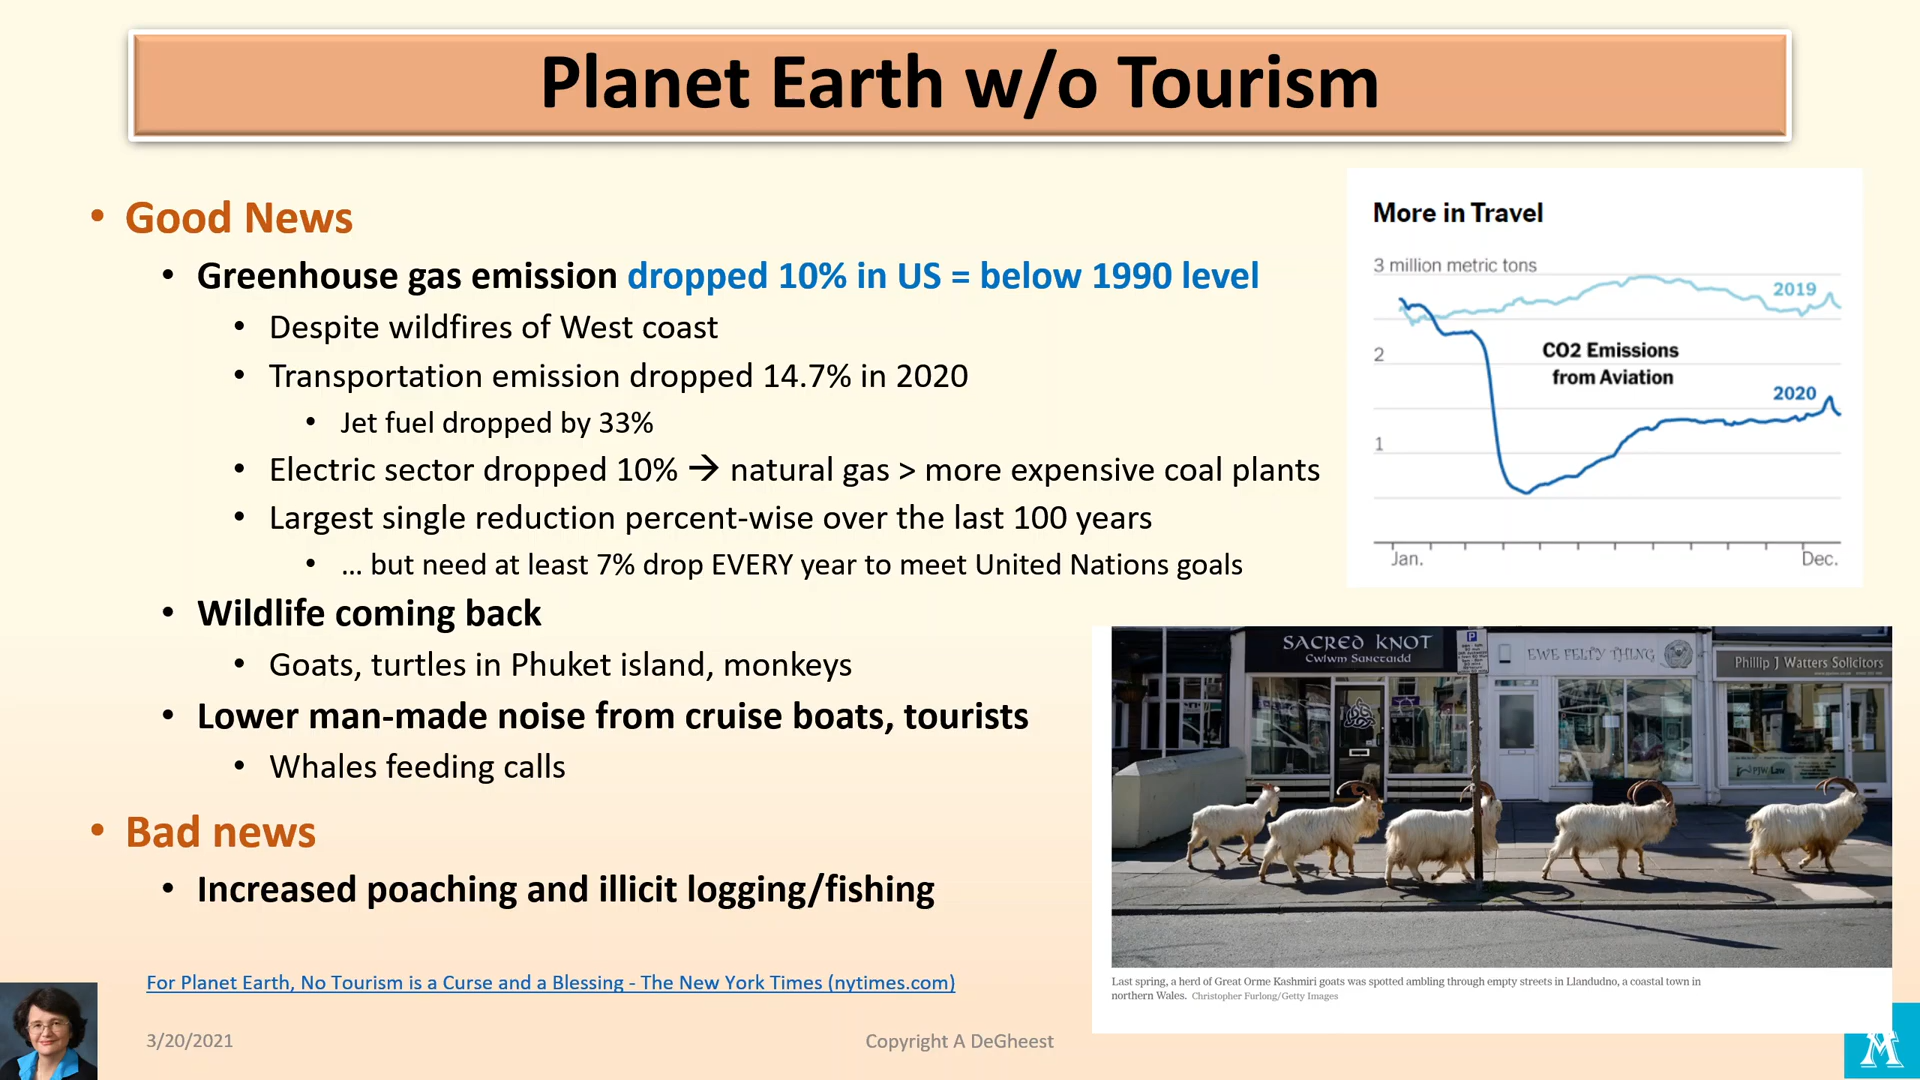 Planet Earth w/o Tourism
• Good News
• Greenhouse gas emission dropped 10% in US = below 1990 level
• Despite wildfires of West coast
• Transportation emission dropped 14.7% in 2020
• Jet fuel dropped by 33%
• Electric sector dropped 10% → natural gas > more expensive coal plants
• Largest single reduction percent-wise over the last 100 years
• ... but need at least 7% drop EVERY year to meet United Nations goals
• Wildlife coming back
• Goats, turtles in Phuket island, monkeys
• Lower man-made noise from cruise boats, tourists
• Whales feeding calls
• Bad news
• Increased poaching and illicit logging/fishing
For Planet Earth, No Tourism is a Curse and a Blessing - The New York Times (nytimes.com)
More in Travel
3 million metric tons
2019
CO2 Emissions
from Aviation
2
2020
1
Jan.
Dec.
SACRED KNOT
Cwlwm Sanctaidd
P
EWE FELTY THING
Phillip J Watters Solicitors
PJW Law
Last spring, a herd of Great Orme Kashmiri goats was spotted ambling through empty streets in Llandudno, a coastal town in
northern Wales. Christopher Furlong/Getty Images
3/20/2021
Copyright A DeGheest
M